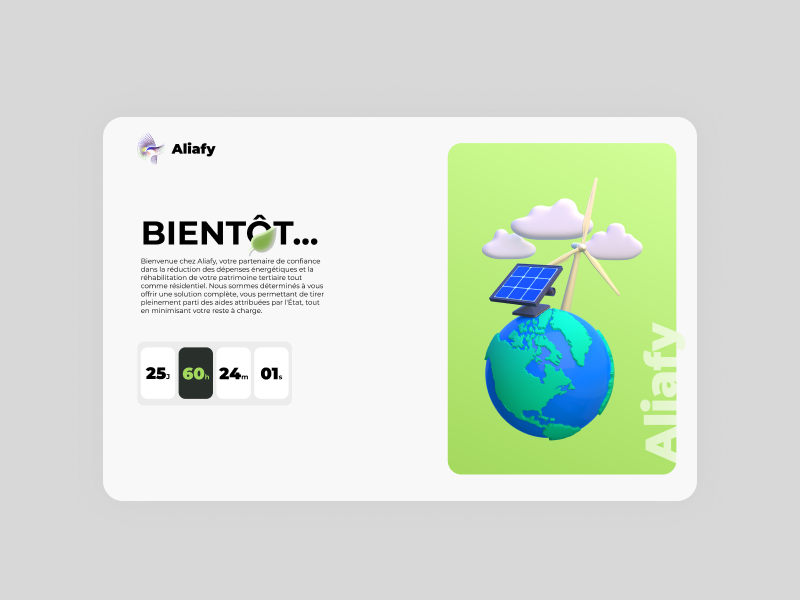 Aliafy
BIENTÔT...
Bienvenue chez Aliafy, votre partenaire de confiance
dans la réduction des dépenses énergétiques et la
réhabilitation de votre patrimoine tertiaire tout
comme résidentiel. Nous sommes déterminés à vous
offrir une solution complète, vous permettant de tirer
pleinement parti des aides attribuées par l'État, tout
en minimisant votre reste à charge.
25J 60h 24m 01s
Aliafy